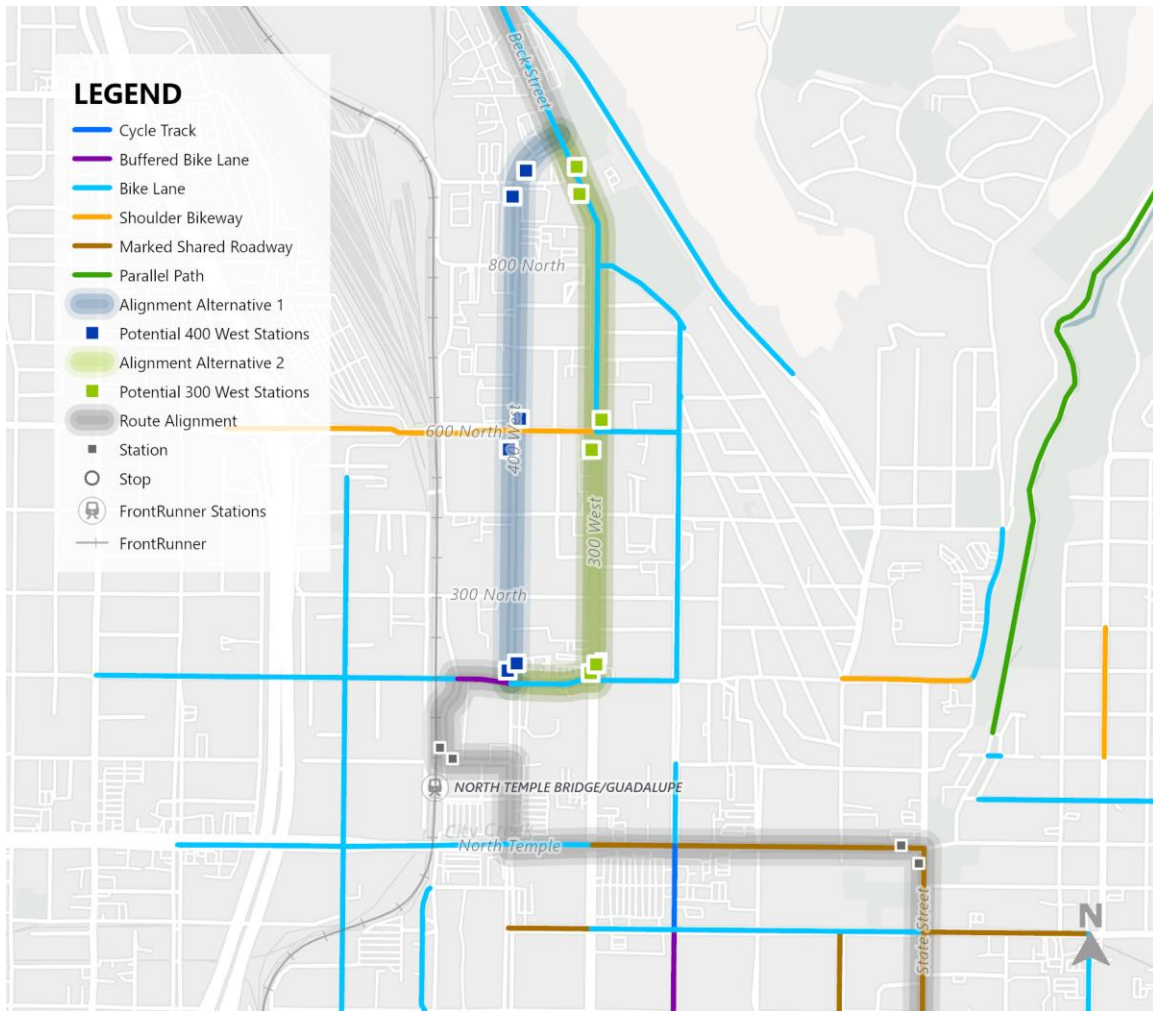 LEGEND
Cycle Track
Buffered Bike Lane
Bike Lane
Shoulder Bikeway
Marked Shared Roadway
Parallel Path
Alignment Alternative 1
Potential 400 West Stations
Alignment Alternative 2
Potential 300 West Stations
Route Alignment
Station
Stop
FrontRunner Stations
FrontRunner
Beck Street
800 North
600 North
400 West
300 West
300 North
NORTH TEMPLE BRIDGE/GUADALUPE
City Creek
North Temple
State Street
N